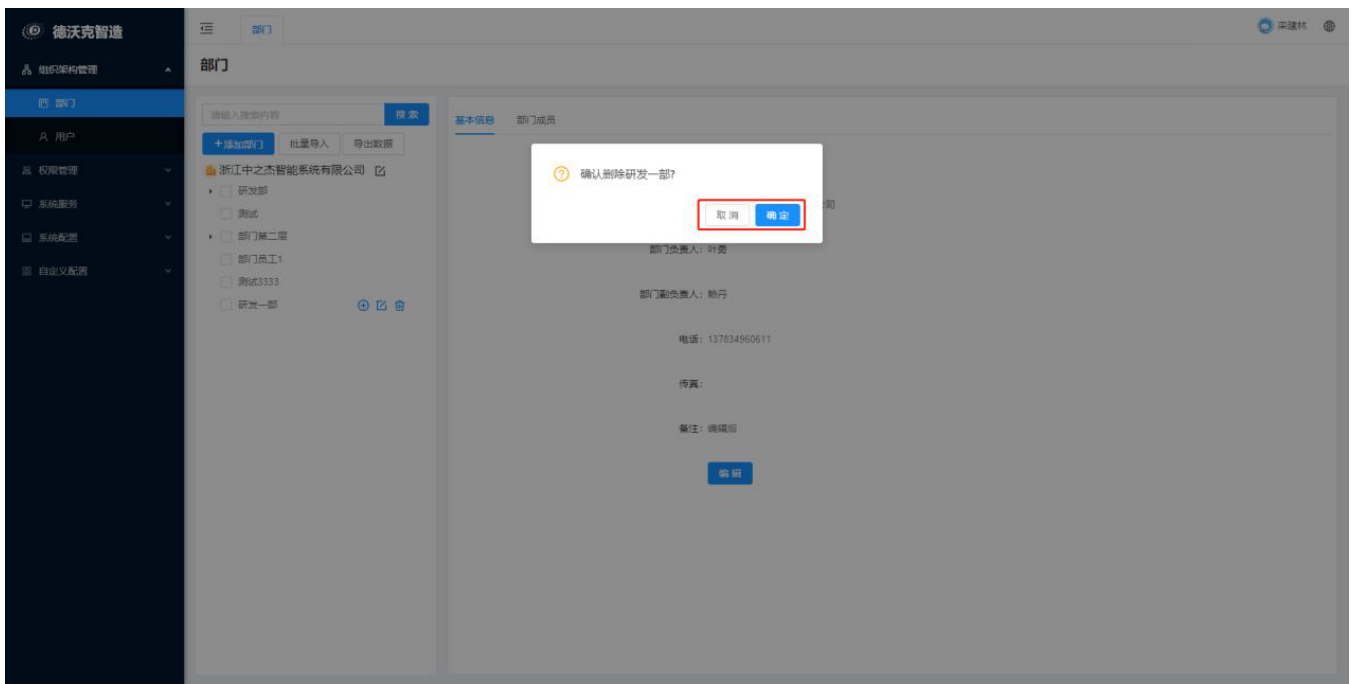 德沃克智造
部门
栾建林
组织架构管理
部门
部门
用户
权限管理
系统服务
系统配置
自定义配置
请输入搜索内容
搜 索
+添加部门
批量导入
导出数据
浙江中之杰智能系统有限公司
研发部
测试
部门第二层
部门员工1
测试3333
研发一部
基本信息
部门成员
确认删除研发一部?
取 消
确 定
公司
部门负责人: 叶茵
部门副负责人: 靳丹
电话: 137834960611
传真:
备注: 编辑后
编 辑